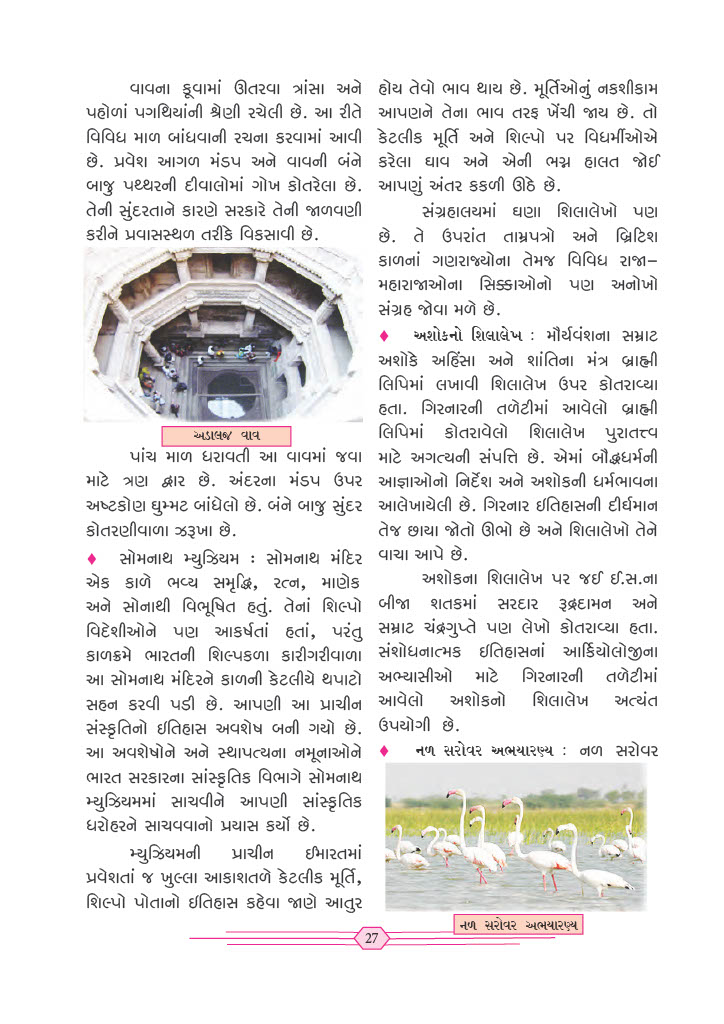 વાવના કૂવામાં ઊતરવા ત્રાંસા અને
પહોળાં પગથિયાંની શ્રેણી રચેલી છે. આ રીતે
વિવિધ માળ બાંધવાની રચના કરવામાં આવી
છે. પ્રવેશ આગળ મંડપ અને વાવની બંને
બાજુ પથ્થરની દીવાલોમાં ગોખ કોતરેલા છે.
તેની સુંદરતાને કારણે સરકારે તેની જાળવણી
કરીને પ્રવાસસ્થળ તરીકે વિકસાવી છે.
અડાલજ વાવ
પાંચ માળ ધરાવતી આ વાવમાં જવા
માટે ત્રણ દ્વાર છે. અંદરના મંડપ ઉપર
અષ્ટકોણ ઘુમ્મટ બાંધેલો છે. બંને બાજુ સુંદર
કોતરણીવાળા ઝરૂખા છે.
♦ સોમનાથ મ્યુઝિયમ : સોમનાથ મંદિર
એક કાળે ભવ્ય સમૃદ્ધિ, રત્ન, માણેક
અને સોનાથી વિભૂષિત હતું. તેનાં શિલ્પો
વિદેશીઓને પણ આકર્ષતાં હતાં, પરંતુ
કાળક્રમે ભારતની શિલ્પકળા કારીગરીવાળા
આ સોમનાથ મંદિરને કાળની કેટલીયે થપાટો
સહન કરવી પડી છે. આપણી આ પ્રાચીન
સંસ્કૃતિનો ઈતિહાસ અવશેષ બની ગયો છે.
આ અવશેષોને અને સ્થાપત્યના નમૂનાઓને
ભારત સરકારના સાંસ્કૃતિક વિભાગે સોમનાથ
મ્યુઝિયમમાં સાચવીને આપણી સાંસ્કૃતિક
ધરોહરને સાચવવાનો પ્રયાસ કર્યો છે.
મ્યુઝિયમની પ્રાચીન ઇમારતમાં
પ્રવેશતાં જ ખુલ્લા આકાશતળે કેટલીક મૂર્તિ,
શિલ્પો પોતાનો ઇતિહાસ કહેવા જાણે આતુર
હોય તેવો ભાવ થાય છે. મૂર્તિઓનું નકશીકામ
આપણને તેના ભાવ તરફ ખેંચી જાય છે. તો
કેટલીક મૂર્તિ અને શિલ્પો પર વિધર્મીઓએ
કરેલા ઘાવ અને એની ભગ્ન હાલત જોઈ
આપણું અંતર કકળી ઊઠે છે.
સંગ્રહાલયમાં ઘણા શિલાલેખો પણ
છે. તે ઉપરાંત તામ્રપત્રો અને બ્રિટિશ
કાળનાં ગણરાજ્યોના તેમજ વિવિધ રાજા–
મહારાજાઓના સિક્કાઓનો પણ અનોખો
સંગ્રહ જોવા મળે છે.
♦ અશોકનો શિલાલેખ : મૌર્યવંશના સમ્રાટ
અશોકે અહિંસા અને શાંતિના મંત્ર બ્રાહ્મી
લિપિમાં લખાવી શિલાલેખ ઉપર કોતરાવ્યા
હતા. ગિરનારની તળેટીમાં આવેલો બ્રાહ્મી
લિપિમાં કોતરાવેલો શિલાલેખ પુરાતત્ત્વ
માટે અગત્યની સંપત્તિ છે. એમાં બૌદ્ધધર્મની
આજ્ઞાઓનો નિર્દેશ અને અશોકની ધર્મભાવના
આલેખાયેલી છે. ગિરનાર ઇતિહાસની દીર્ઘમાન
તેજ છાયા જોતો ઊભો છે અને શિલાલેખો તેને
વાચા આપે છે.
અશોકના શિલાલેખ પર જઈ ઈ.સ.ના
બીજા શતકમાં સરદાર રૂદ્રદામન અને
સમ્રાટ ચંદ્રગુપ્તે પણ લેખો કોતરાવ્યા હતા.
સંશોધનાત્મક ઇતિહાસનાં આર્કિયોલોજીના
અભ્યાસીઓ માટે ગિરનારની તળેટીમાં
આવેલો અશોકનો શિલાલેખ અત્યંત
ઉપયોગી છે.
♦ નળ સરોવર અભયારણ્ય : નળ સરોવર
નળ સરોવર અભયારણ્ય
27